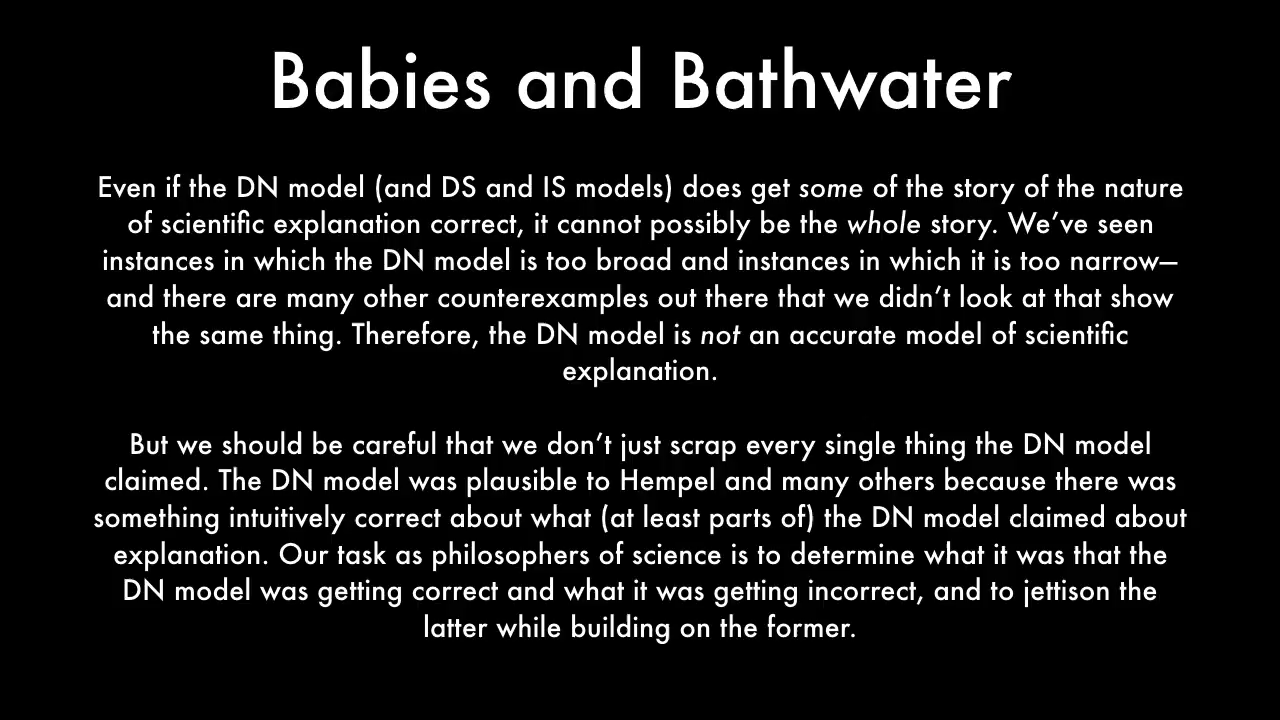 Babies and Bathwater
Even if the DN model (and DS and IS models) does get some of the story of the nature
of scientific explanation correct, it cannot possibly be the whole story. We’ve seen
instances in which the DN model is too broad and instances in which it is too narrow—
and there are many other counterexamples out there that we didn’t look at that show
the same thing. Therefore, the DN model is not an accurate model of scientific
explanation.
But we should be careful that we don’t just scrap every single thing the DN model
claimed. The DN model was plausible to Hempel and many others because there was
something intuitively correct about what (at least parts of) the DN model claimed about
explanation. Our task as philosophers of science is to determine what it was that the
DN model was getting correct and what it was getting incorrect, and to jettison the
latter while building on the former.